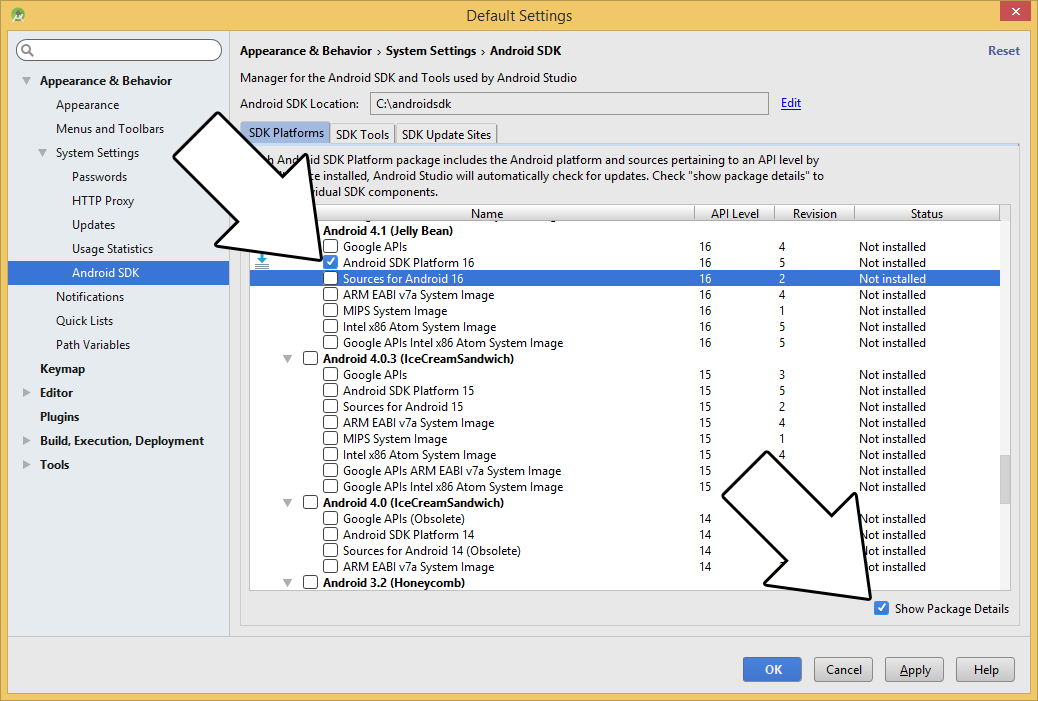 Default Settings
Appearance & Behavior › System Settings › Android SDK
Reset
Manager for the Android SDK and Tools used by Android Studio
Android SDK Location: C:\androidsdk Edit
Appearance & Behavior
Appearance
Menus and Toolbars
System Settings
Passwords
HTTP Proxy
Updates
Usage Statistics
Android SDK
Notifications
Quick Lists
Path Variables
Keymap
Editor
Plugins
Build, Execution, Deployment
Tools
SDK Platforms SDK Tools SDK Update Sites
Android SDK Platform package includes the Android platform and sources pertaining to an API level by
installed, Android Studio will automatically check for updates. Check "show package details" to
SDK components.
Name API Level Revision Status
Android 4.1 (Jelly Bean)
Google APIs 16 4 Not installed
Android SDK Platform 16 16 5 Not installed
Sources for Android 16 16 2 Not installed
ARM EABI v7a System Image 16 4 Not installed
MIPS System Image 16 1 Not installed
Intel x86 Atom System Image 16 5 Not installed
Google APIs Intel x86 Atom System Image 16 5 Not installed
Android 4.0.3 (IceCreamSandwich)
Google APIs 15 3 Not installed
Android SDK Platform 15 15 5 Not installed
Sources for Android 15 15 2 Not installed
ARM EABI v7a System Image 15 4 Not installed
MIPS System Image 15 1 Not installed
Intel x86 Atom System Image 15 4 Not installed
Google APIs ARM EABI v7a System Image 15 Not installed
Google APIs Intel x86 Atom System Image 15 Not installed
Android 4.0 (IceCreamSandwich)
Google APIs (Obsolete) 14 Not installed
Android SDK Platform 14 14 Not installed
Sources for Android 14 (Obsolete) 14 Not installed
ARM EABI v7a System Image 14 Not installed
Android 3.2 (Honeycomb)
Show Package Details
OK Cancel Apply Help